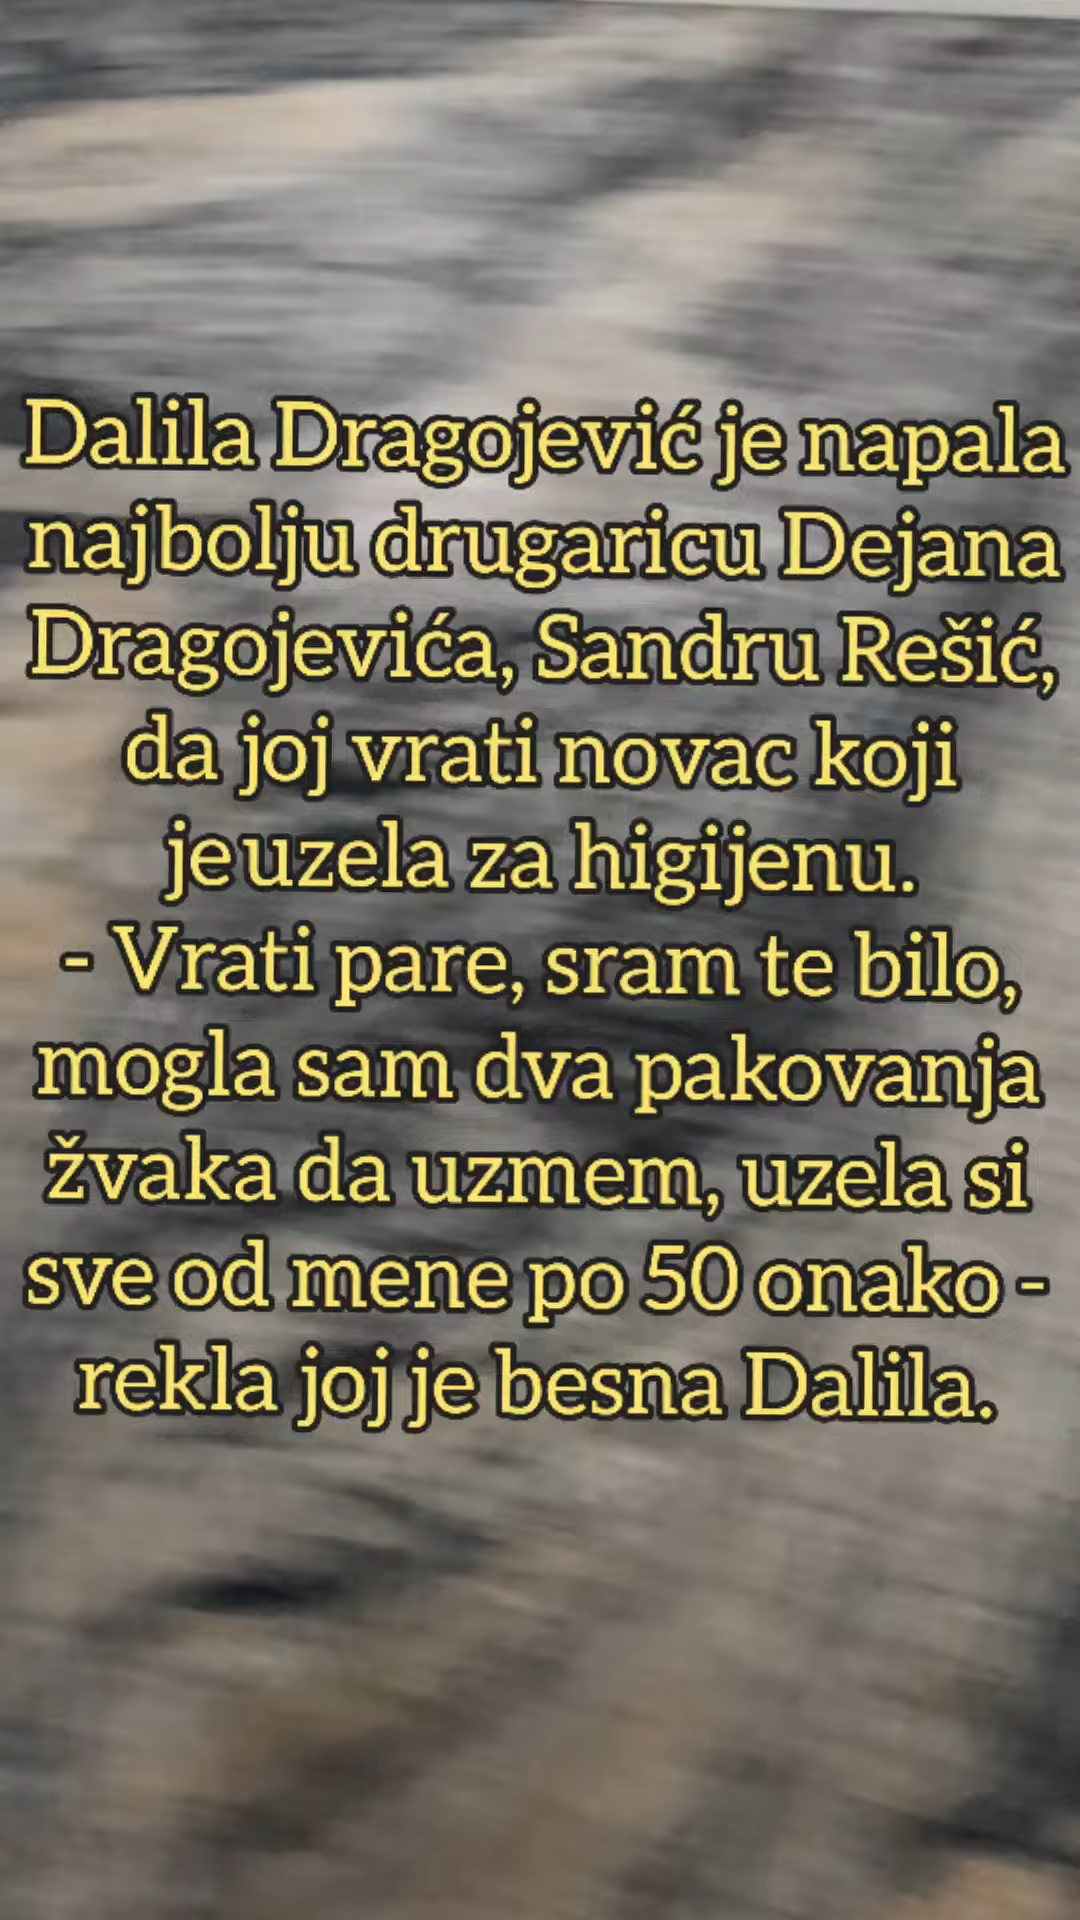 Dalila Dragojević je napala
najbolju drugaricu Dejana
Dragojevića, Sandru Rešić,
da joj vrati novac koji
je uzela za higijenu.
- Vrati pare, sram te bilo,
mogla sam dva pakovanja
žvaka da uzmem, uzela si
sve od mene po 50 onako -
rekla joj je besna Dalila.